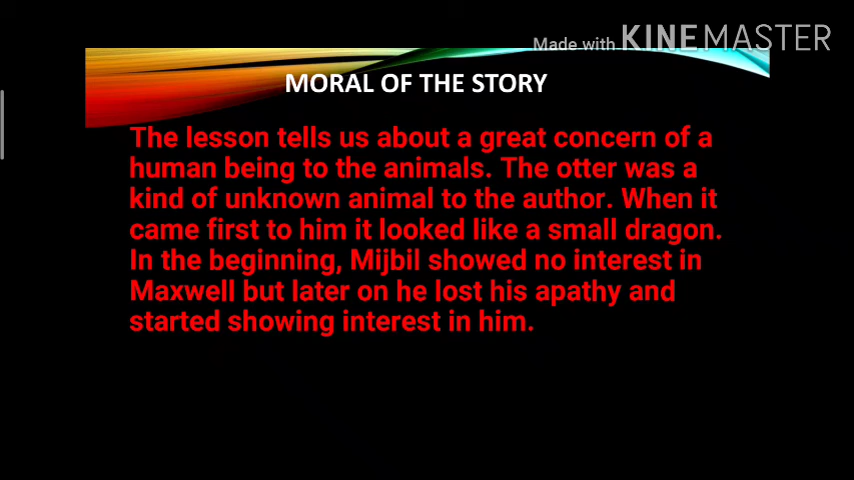 Made with KINEMASTER
MORAL OF THE STORY
The lesson tells us about a great concern of a
human being to the animals. The otter was a
kind of unknown animal to the author. When it
came first to him it looked like a small dragon.
In the beginning, Mijbil showed no interest in
Maxwell but later on he lost his apathy and
started showing interest in him.